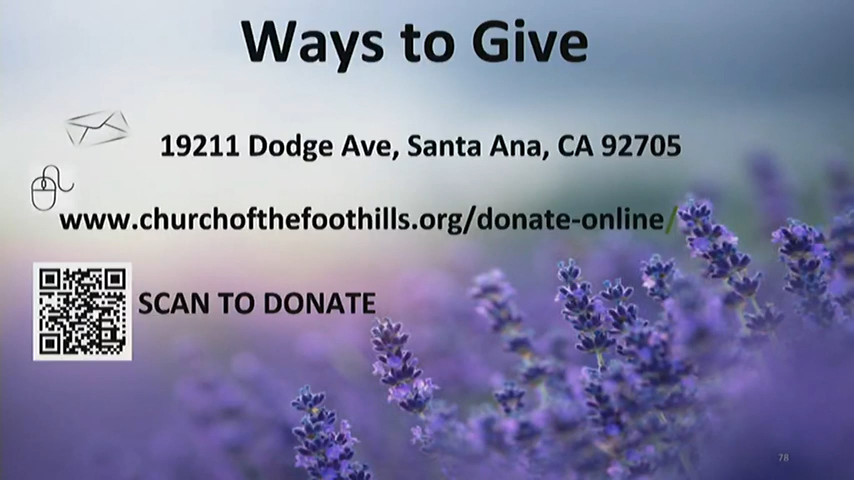 Ways to Give
19211 Dodge Ave, Santa Ana, CA 92705
www.churchofthefoothills.org/donate-online/
SCAN TO DONATE
78